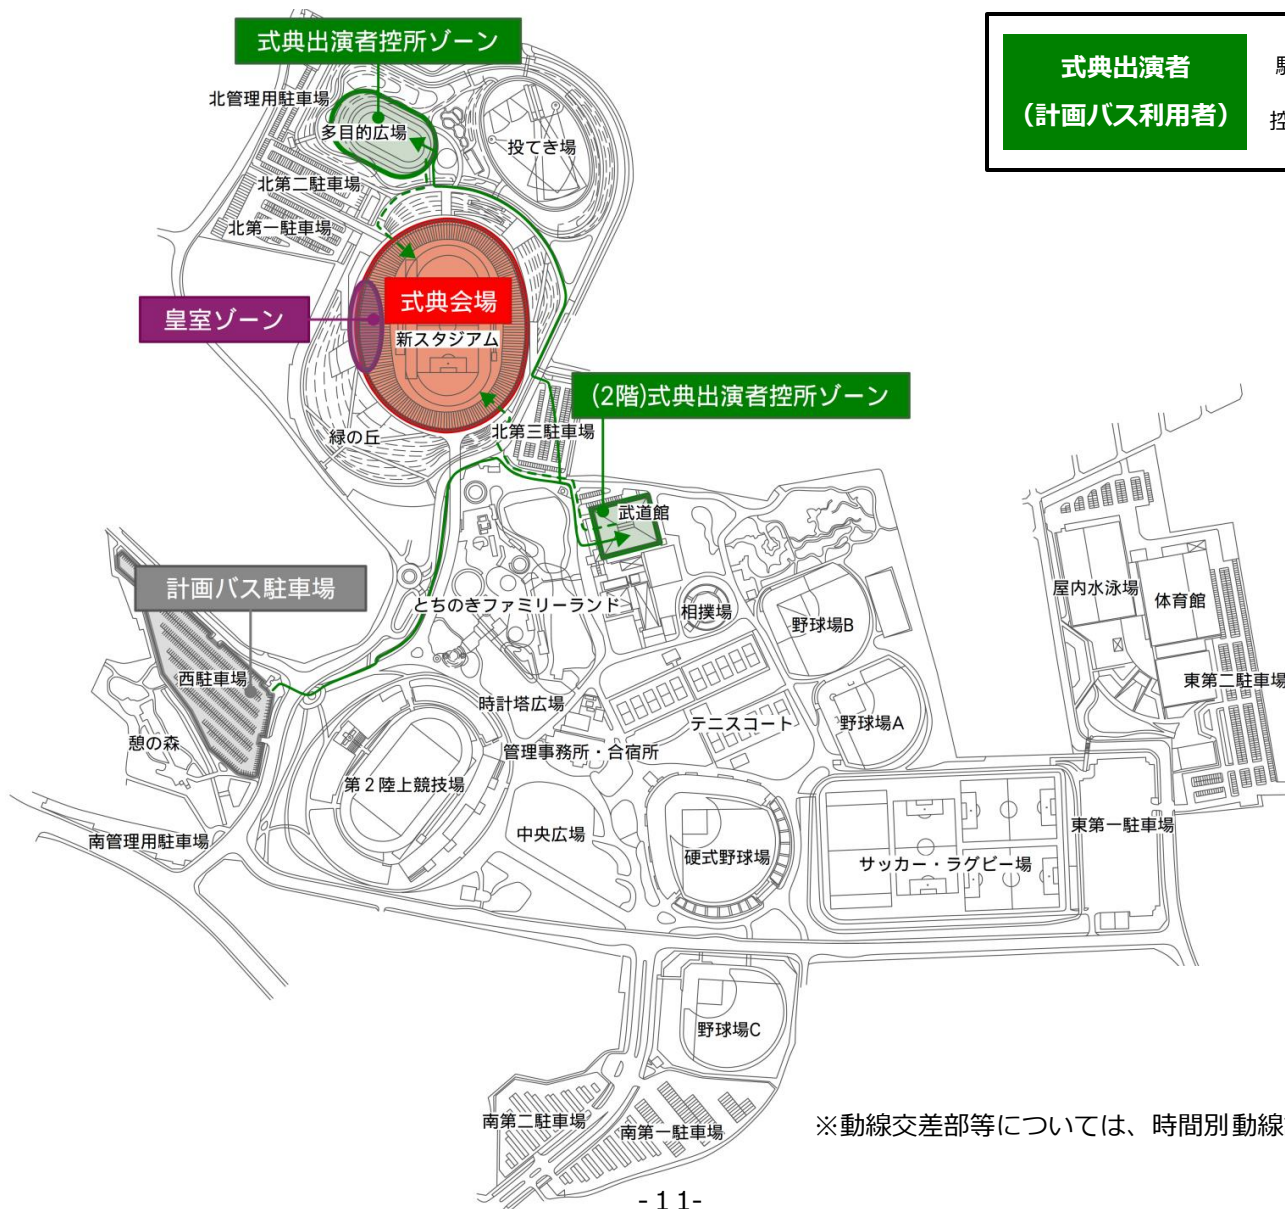 式典出演者控所ゾーン
式典出演者
(計画バス利用者)
北管理用駐車場
多目的広場
投てき場
北第二駐車場
北第一駐車場
皇室ゾーン
式典会場
新スタジアム
(2階)式典出演者控所ゾーン
緑の丘
北第三駐車場
武道館
計画バス駐車場
とちのきファミリーランド
相撲場
野球場B
屋内水泳場
体育館
西駐車場
東第二駐車場
憩の森
時計塔広場
テニスコート
野球場A
管理事務所・合宿所
第2陸上競技場
南管理用駐車場
中央広場
硬式野球場
サッカー・ラグビー場
東第一駐車場
野球場C
南第二駐車場
南第一駐車場
※動線交差部等については、時間別動線
-11-